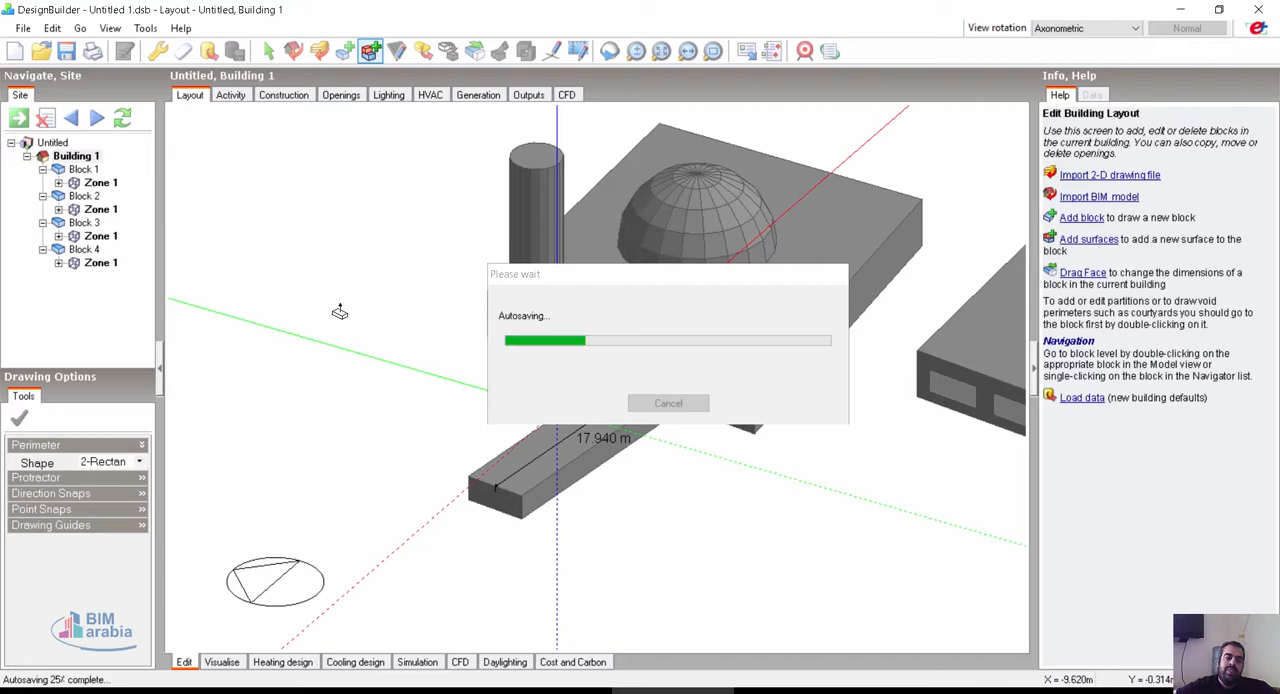 DesignBuilder - Untitled 1.dsb - Layout - Untitled, Building 1
File Edit Go View Tools Help
View rotation Axonometric Normal
Navigate, Site
Site
Untitled
Building 1
Block 1
Zone 1
Block 2
Zone 1
Block 3
Zone 1
Block 4
Zone 1
Drawing Options
Tools
Perimeter
Shape 2-Rectan
Protractor
Direction Snaps
Point Snaps
Drawing Guides
BIM
arabia
Untitled, Building 1
Layout Activity Construction Openings Lighting HVAC Generation Outputs CFD
Please wait
Autosaving...
Cancel
17.940 m
Edit Visualise Heating design Cooling design Simulation CFD Daylighting Cost and Carbon
Info, Help
Help Data
Edit Building Layout
Use this screen to add, edit or delete blocks in
the current building. You can also copy, move or
delete openings.
Import 2-D drawing file
Import BIM model
Add block to draw a new block
Add surfaces to add a new surface to the
block
Drag Face to change the dimensions of a
block in the current building
To add or edit partitions or to draw void
perimeters such as courtyards you should go to
the block first by double-clicking on it.
Navigation
Go to block level by double-clicking on the
appropriate block in the Model view or
single-clicking on the block in the Navigator list.
Load data (new building defaults)
Autosaving 25% complete...
X = -9.620m Y = -0.314m